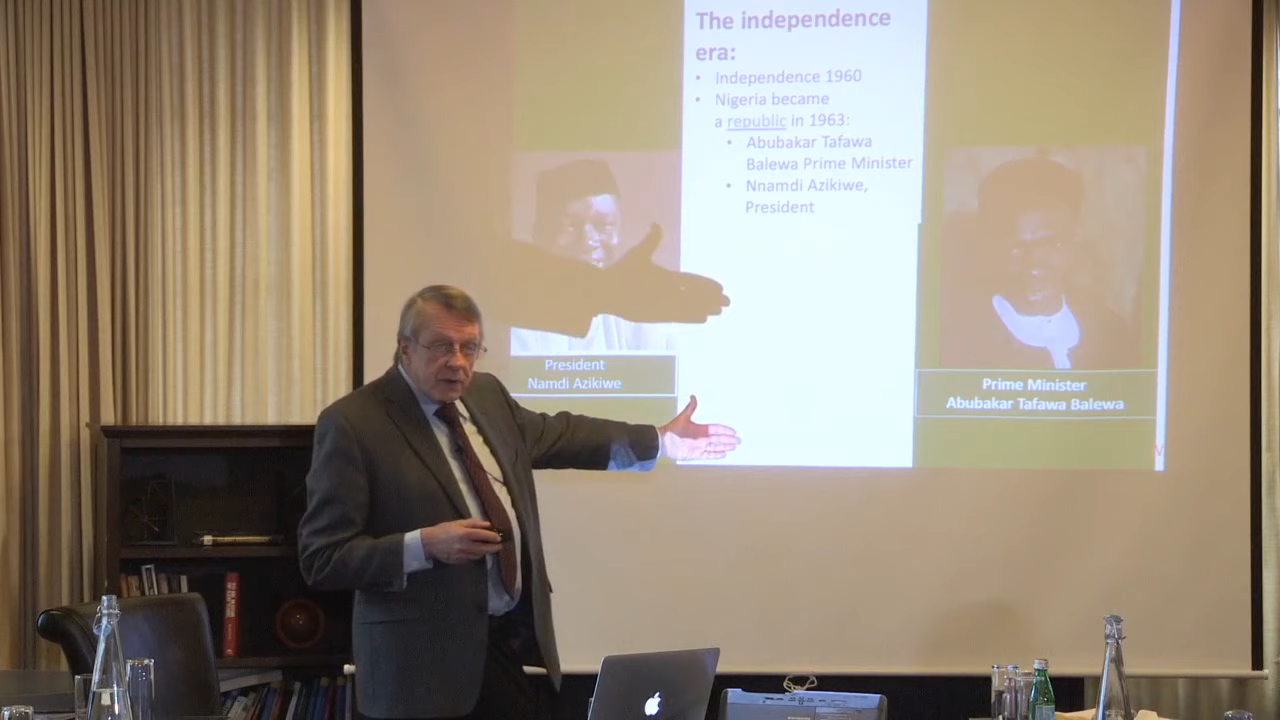 The independence
era:
• Independence 1960
• Nigeria became
a republic in 1963:
• Abubakar Tafawa
Balewa Prime Minister
• Nnamdi Azikiwe,
President
President
Namdi Azikiwe
Prime Minister
Abubakar Tafawa Balewa